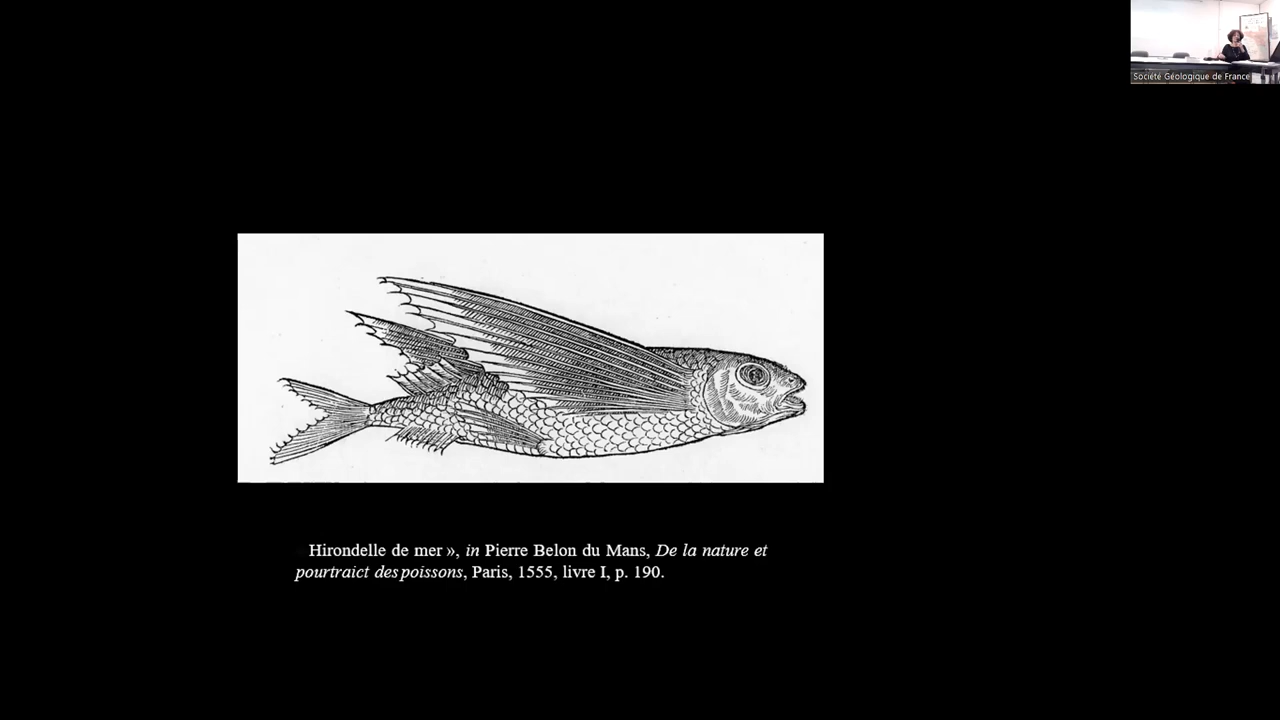 Société Géologique de France
Hirondelle de mer », in Pierre Belon du Mans, De la nature et
pourtraict des poissons, Paris, 1555, livre I, p. 190.